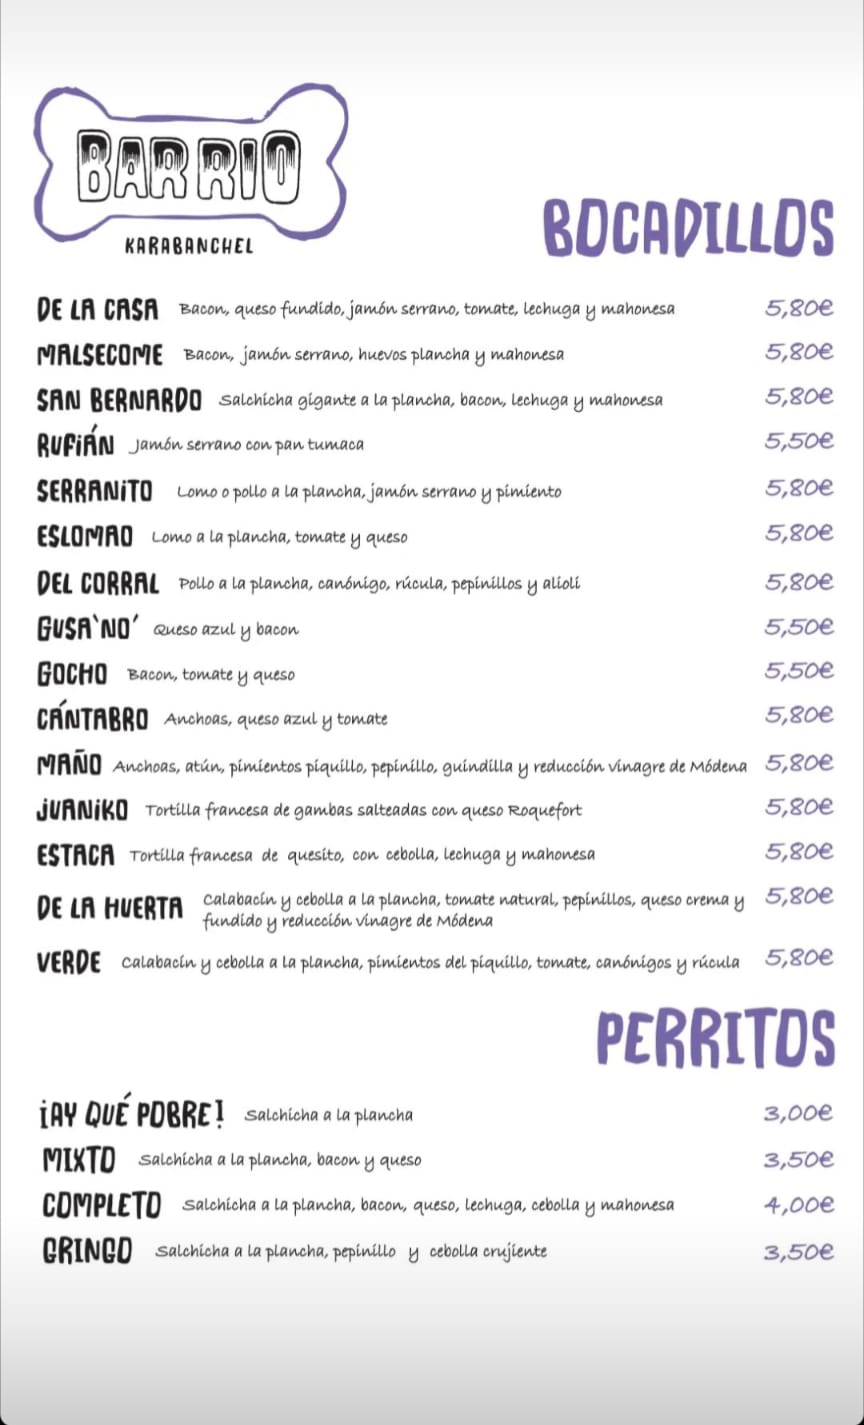 BARRIO
KARABANCHEL
BOCADILLOS
DE LA CASA Bacon, queso fundido, jamón serrano, tomate, lechuga y mahonesa 5,80€
MALSECOME Bacon, jamón serrano, huevos plancha y mahonesa 5,80€
SAN BERNARDO Salchicha gigante a la plancha, bacon, lechuga y mahonesa 5,80€
RUFIÁN Jamón serrano con pan tumaca 5,50€
SERRANITO Lomo o pollo a la plancha, jamón serrano y pimiento 5,80€
ESLOMAO Lomo a la plancha, tomate y queso 5,80€
DEL CORRAL Pollo a la plancha, canónigo, rúcula, pepinillos y alioli 5,80€
GUSA`NO´ Queso azul y bacon 5,50€
GOCHO Bacon, tomate y queso 5,50€
CÁNTABRO Anchoas, queso azul y tomate 5,80€
MAÑO Anchoas, atún, pimientos piquillo, pepinillo, guindilla y reducción vinagre de Módena 5,80€
JUANIKO Tortilla francesa de gambas salteadas con queso Roquefort 5,80€
ESTACA Tortilla francesa de quesito, con cebolla, lechuga y mahonesa 5,80€
DE LA HUERTA Calabacín y cebolla a la plancha, tomate natural, pepinillos, queso crema y 5,80€
fundido y reducción vinagre de Módena
VERDE Calabacín y cebolla a la plancha, pimientos del piquillo, tomate, canónigos y rúcula 5,80€
PERRITOS
¡AY QUÉ POBRE! Salchicha a la plancha 3,00€
MIXTO Salchicha a la plancha, bacon y queso 3,50€
COMPLETO Salchicha a la plancha, bacon, queso, lechuga, cebolla y mahonesa 4,00€
GRINGO Salchicha a la plancha, pepinillo y cebolla crujiente 3,50€